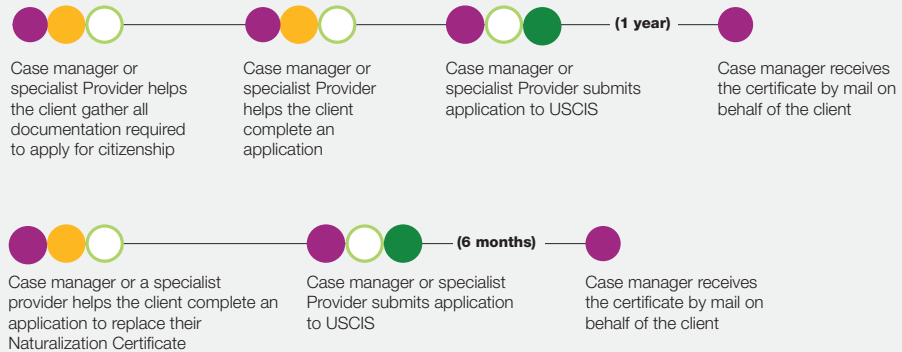 (1 year)
Case manager or
specialist Provider helps
the client gather all
documentation required
to apply for citizenship
Case manager or
specialist Provider
helps the client
complete an
application
Case manager or
specialist Provider submits
application to USCIS
Case manager receives
the certificate by mail on
behalf of the client
(6 months)
Case manager or a specialist
provider helps the client complete an
application to replace their
Naturalization Certificate
Case manager or specialist
Provider submits application
to USCIS
Case manager receives
the certificate by mail on
behalf of the client